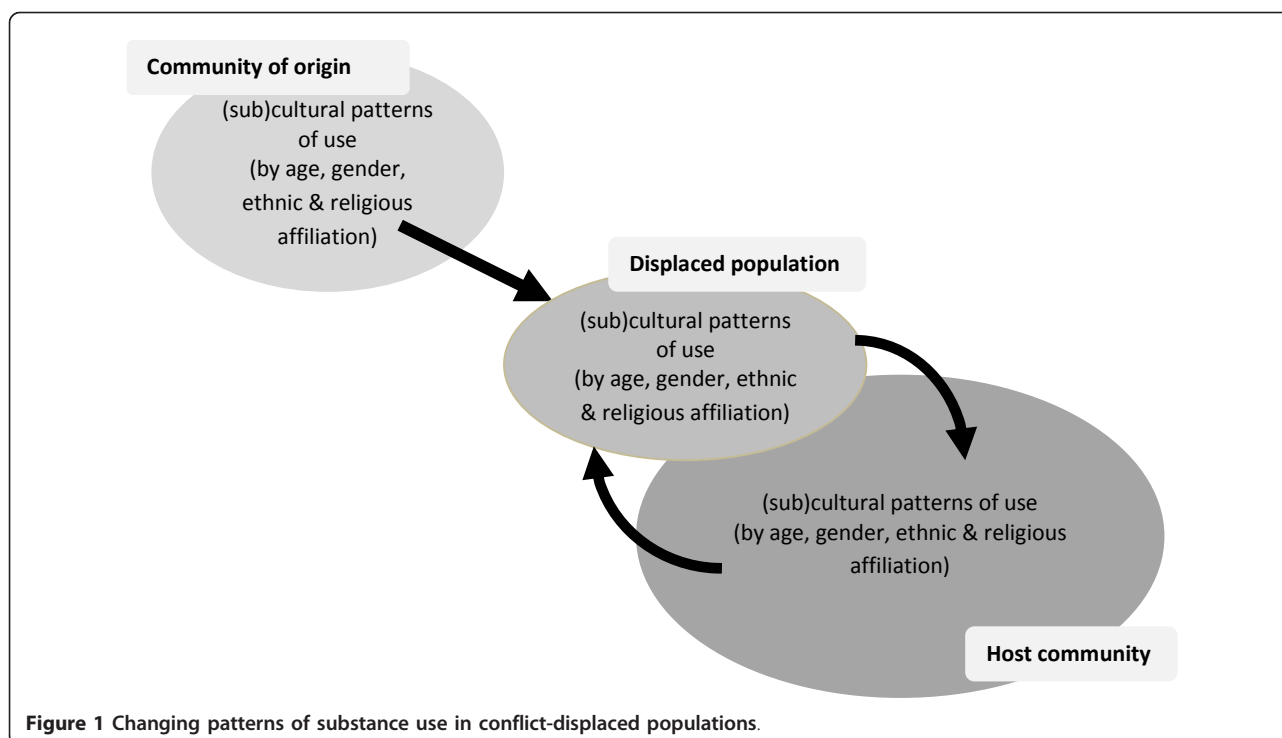 Community of origin
(sub)cultural patterns
of use
(by age, gender,
ethnic & religious
affiliation)
Displaced population
(sub)cultural patterns
of use
(by age, gender, ethnic
& religious affiliation)
(sub)cultural patterns of use
(by age, gender, ethnic & religious
affiliation)
Host community
Figure 1 Changing patterns of substance use in conflict-displaced populations.